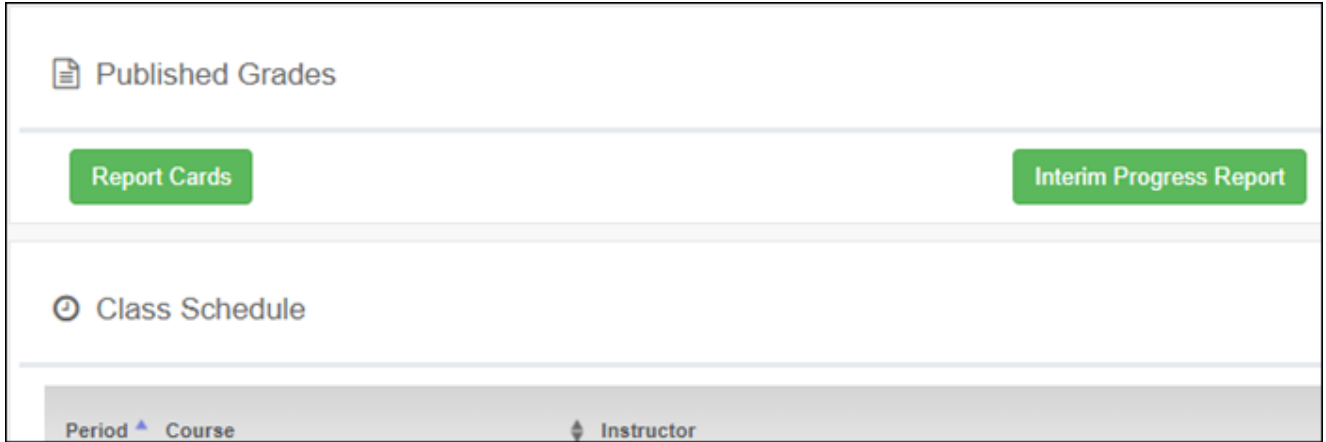 Published Grades
Report Cards Interim Progress Report
Class Schedule
Period Course Instructor